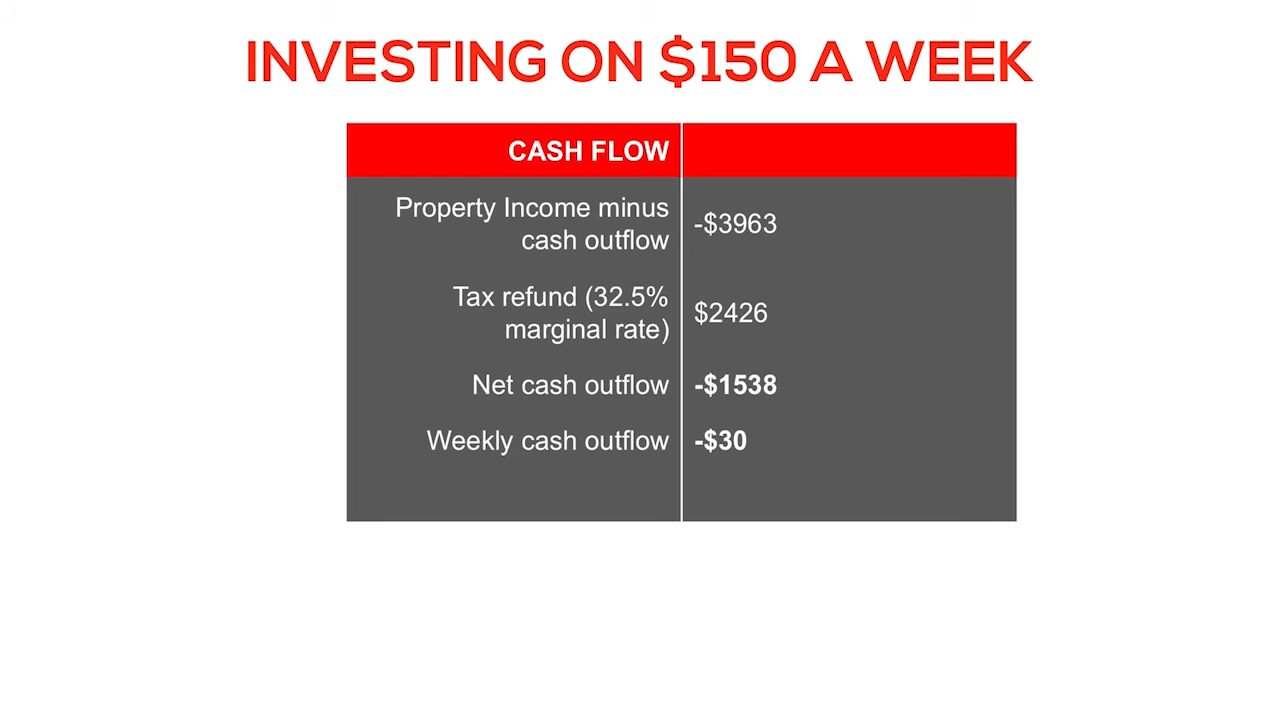 INVESTING ON $150 A WEEK
CASH FLOW
Property Income minus
cash outflow
-$3963
Tax refund (32.5%
marginal rate)
$2426
Net cash outflow
-$1538
Weekly cash outflow
-$30